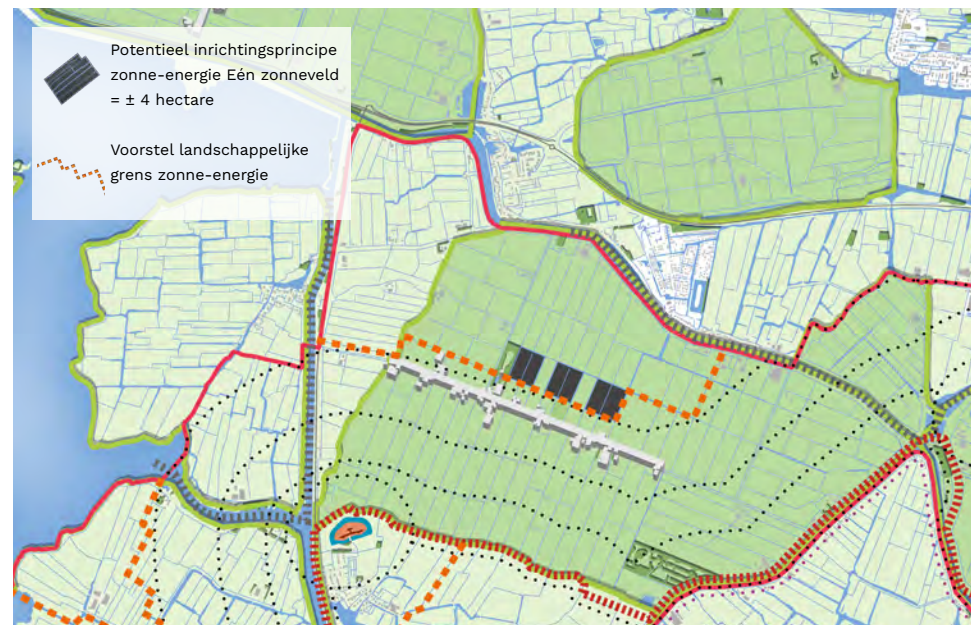 Potentieel inrichtingsprincipe
zonne-energie Eén zonneveld
= ± 4 hectare
Voorstel landschappelijke
grens zonne-energie